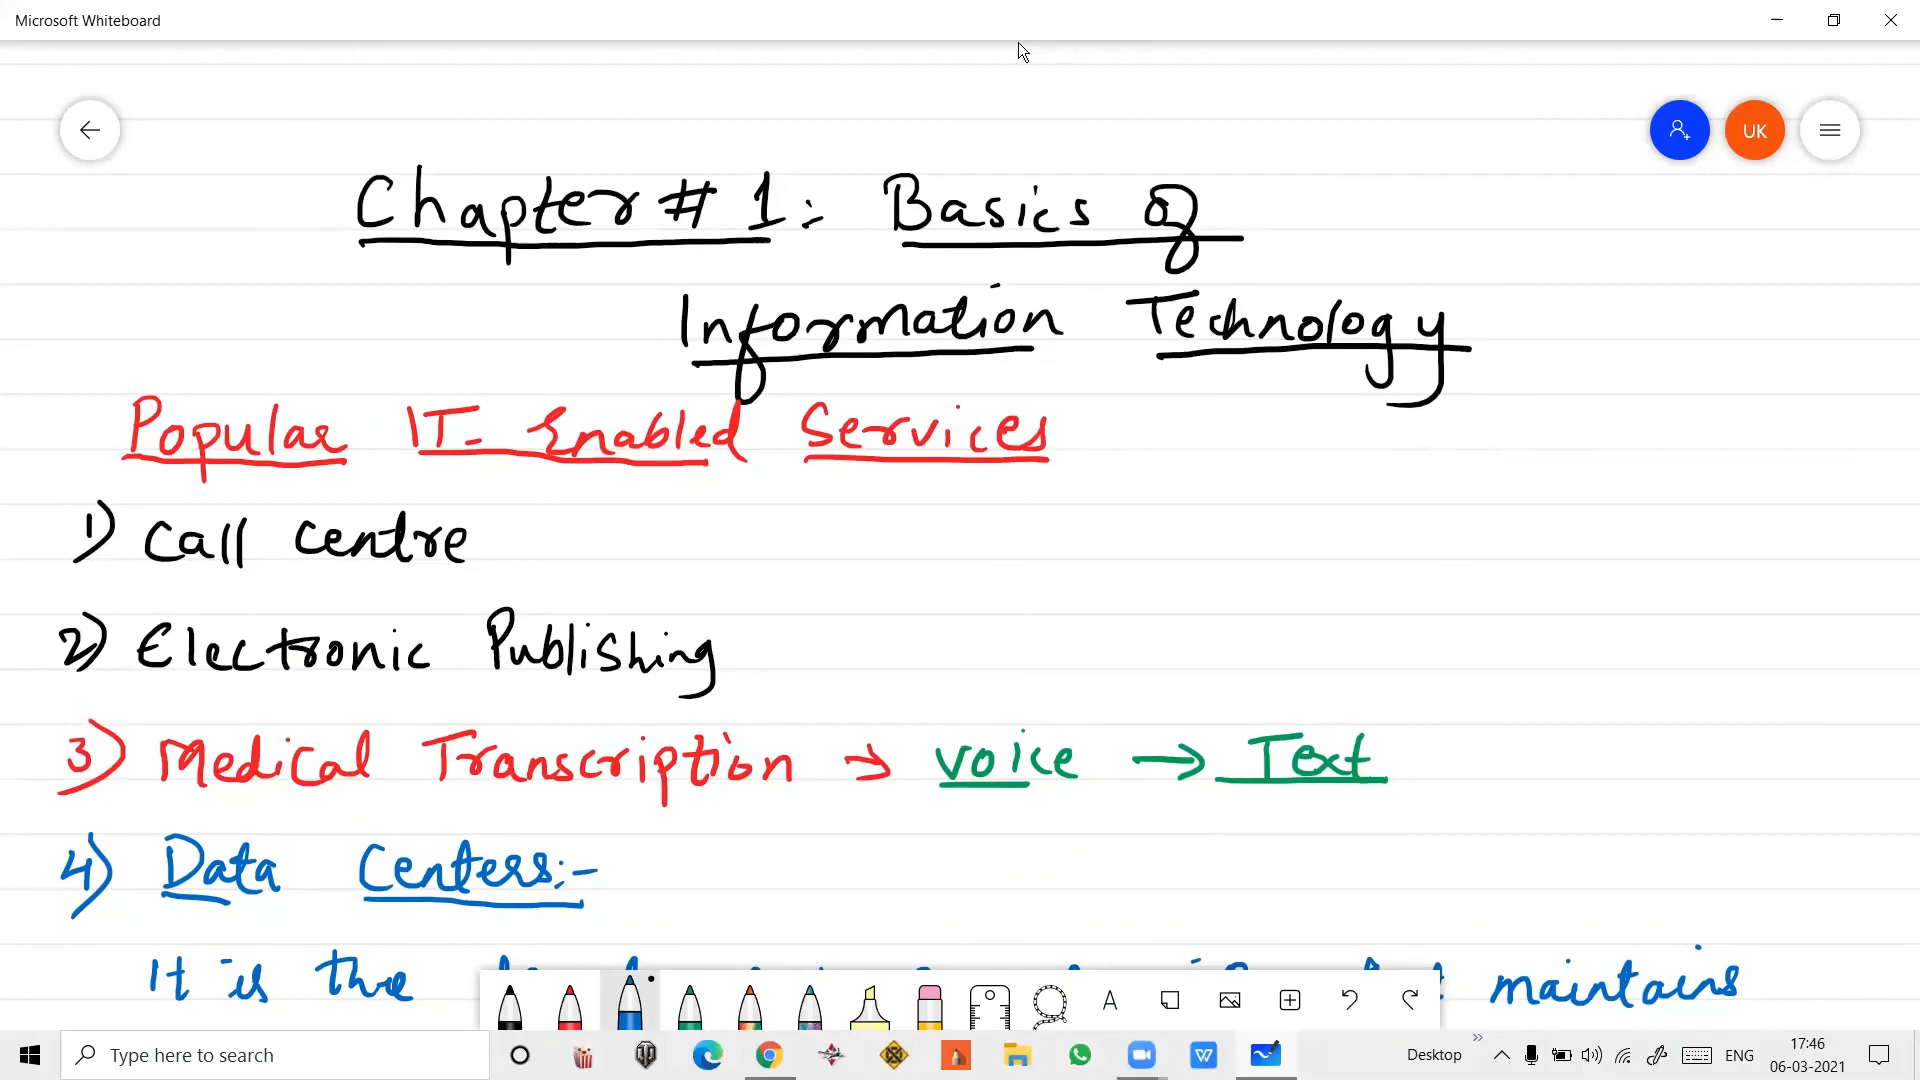 Microsoft Whiteboard
UK
Chapter # 1: Basics of
Information Technology
Popular IT- Enabled Services
1) Call Centre
2) Electronic Publishing
3) Medical Transcription → voice → Text
4) Data Centers:-
It is the maintains
A
Type here to search
Desktop
ENG
17:46
06-03-2021